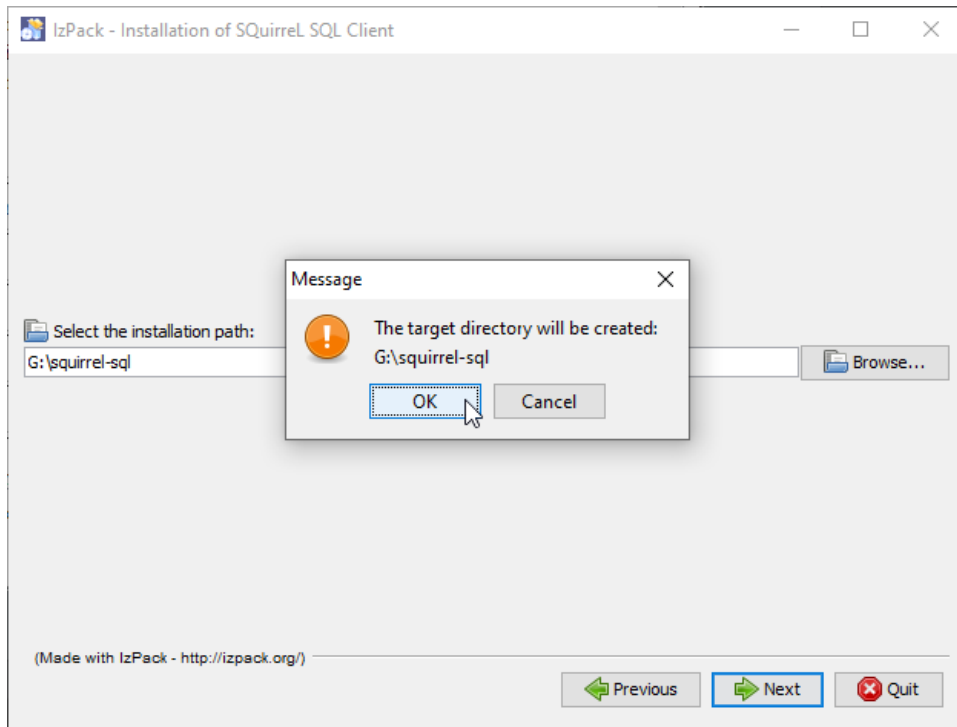 IzPack - Installation of SQuirreL SQL Client
Message
The target directory will be created:
G:\squirrel-sql
OK
Cancel
Select the installation path:
G:\squirrel-sql
Browse...
(Made with IzPack - http://izpack.org/)
Previous
Next
Quit